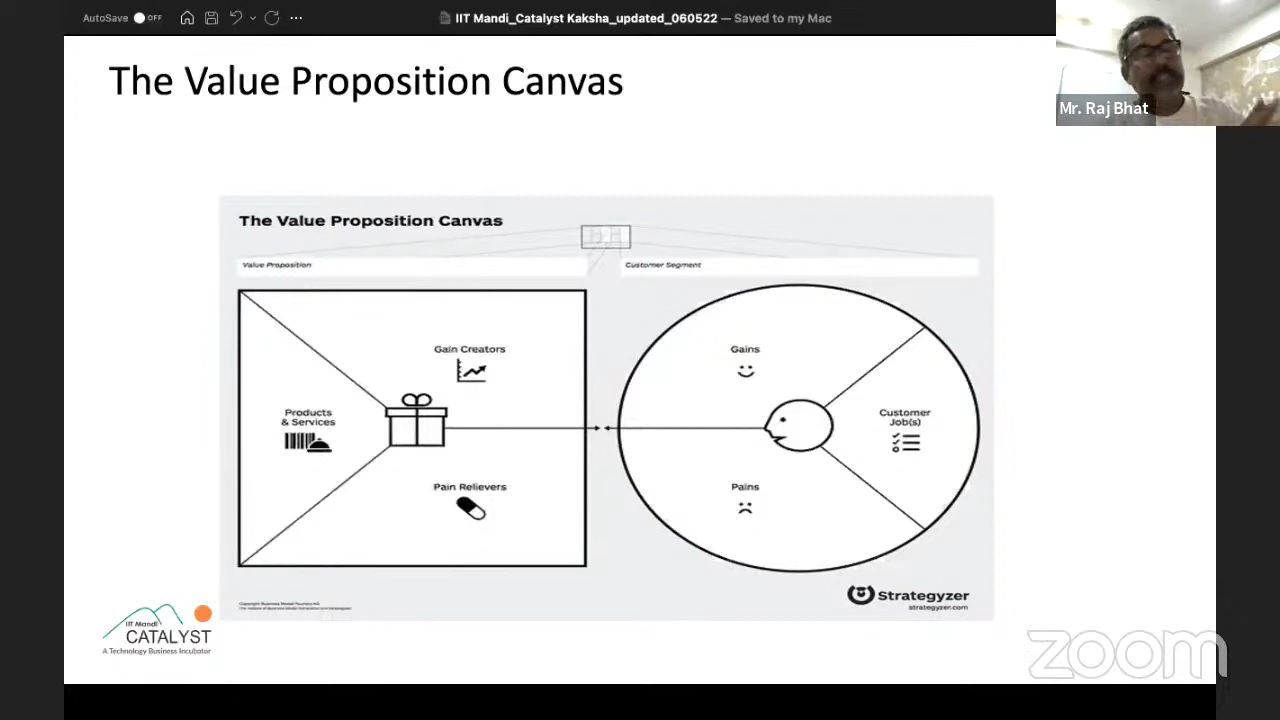 AutoSave OFF
IIT Mandi_Catalyst Kaksha_updated_060522 — Saved to my Mac
Mr. Raj Bhat
The Value Proposition Canvas
The Value Proposition Canvas
Value Proposition
Customer Segment
Gain Creators
Gains
Products
& Services
Customer
Job(s)
Pain Relievers
Pains
Strategyzer
strategyzer.com
IIT Mandi
CATALYST
A Technology Business Incubator
zoom